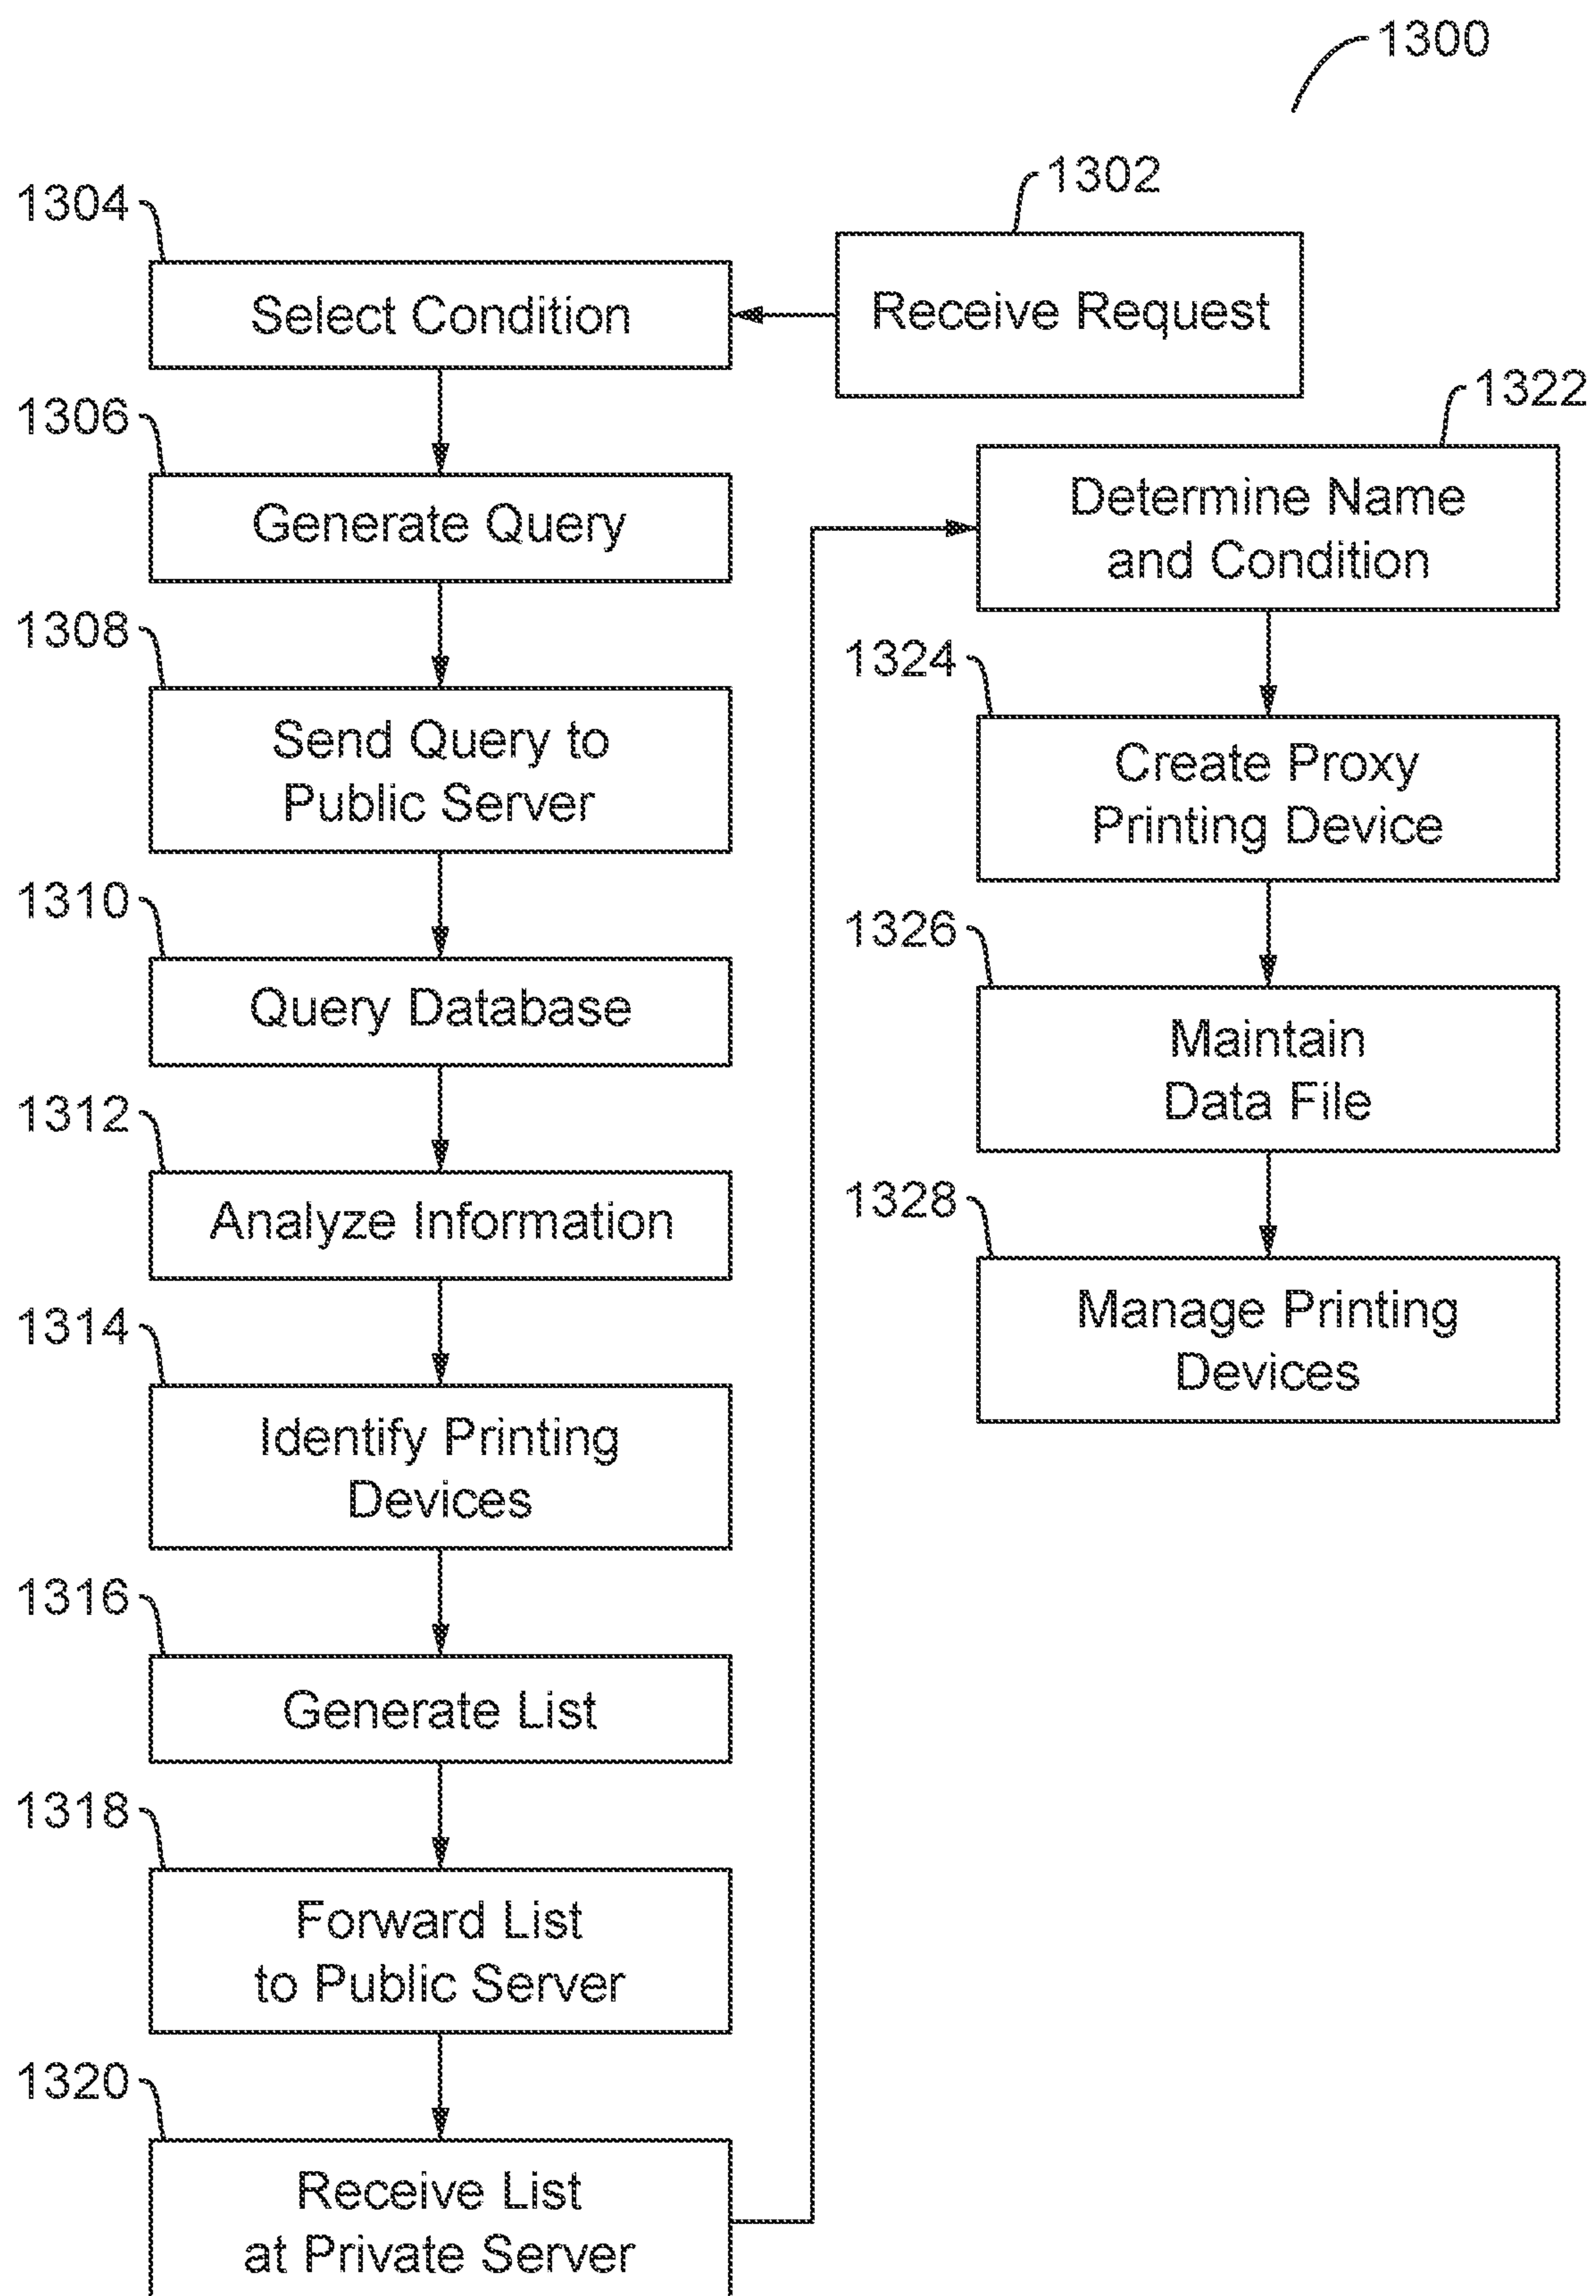 1300
1302
Receive Request
1304
Select Condition
1306
Generate Query
1308
Send Query to
Public Server
1310
Query Database
1312
Analyze Information
1314
Identify Printing
Devices
1316
Generate List
1318
Forward List
to Public Server
1320
Receive List
at Private Server
1322
Determine Name
and Condition
1324
Create Proxy
Printing Device
1326
Maintain
Data File
1328
Manage Printing
Devices